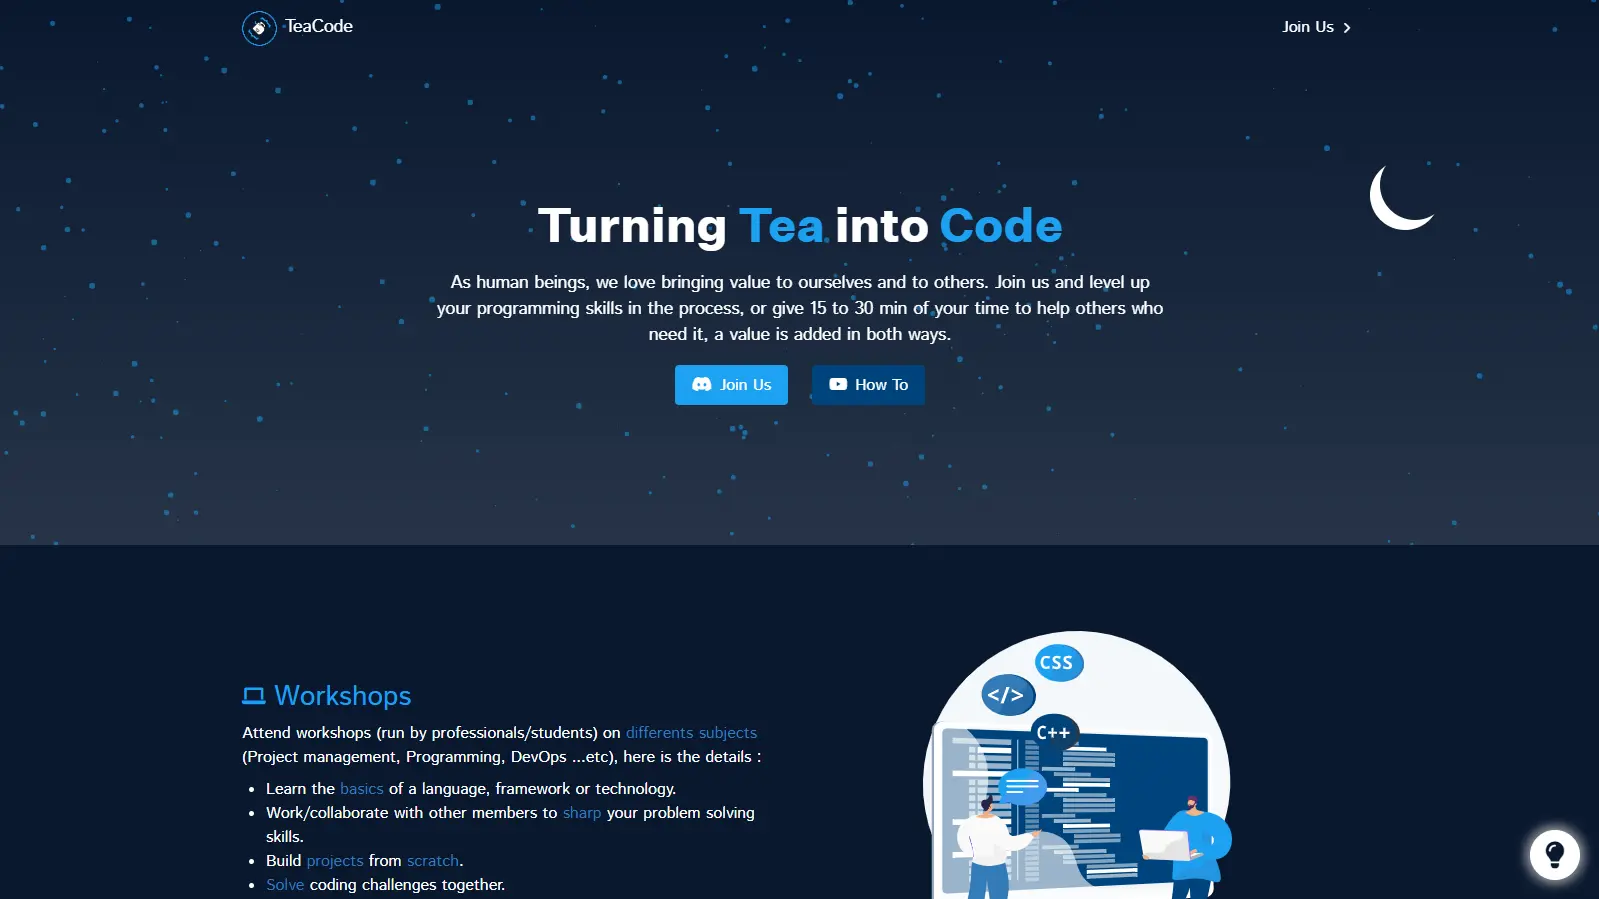 TeaCode
Join Us
Turning Tea into Code
As human beings, we love bringing value to ourselves and to others. Join us and level up
your programming skills in the process, or give 15 to 30 min of your time to help others who
need it, a value is added in both ways.
Join Us
How To
Workshops
Attend workshops (run by professionals/students) on differents subjects
(Project management, Programming, DevOps ...etc), here is the details :
• Learn the basics of a language, framework or technology.
• Work/collaborate with other members to sharp your problem solving
skills.
• Build projects from scratch.
• Solve coding challenges together.
CSS
</>
C++